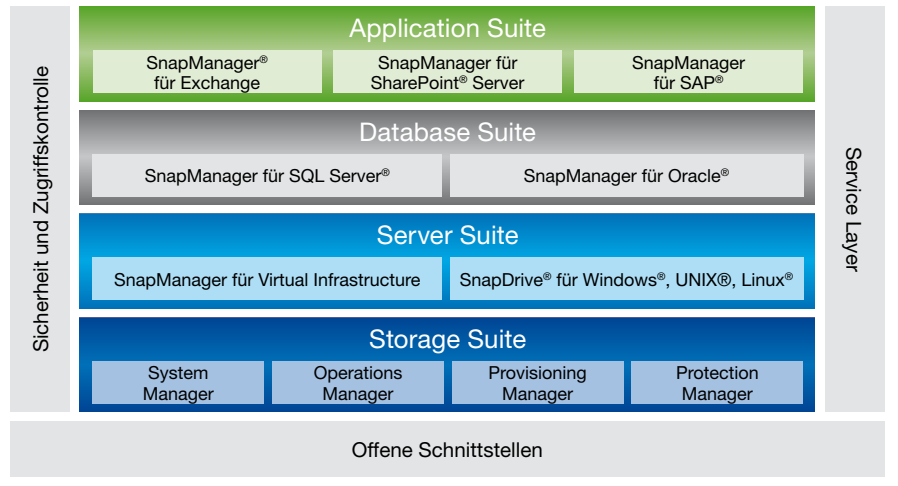 Application Suite
SnapManager®
für Exchange
SnapManager für
SharePoint® Server
SnapManager
für SAP®
Database Suite
SnapManager für SQL Server®
SnapManager für Oracle®
Server Suite
SnapManager für Virtual Infrastructure
SnapDrive® für Windows®, UNIX®, Linux®
Storage Suite
System
Manager
Operations
Manager
Provisioning
Manager
Protection
Manager
Sicherheit und Zugriffskontrolle
Service Layer
Offene Schnittstellen